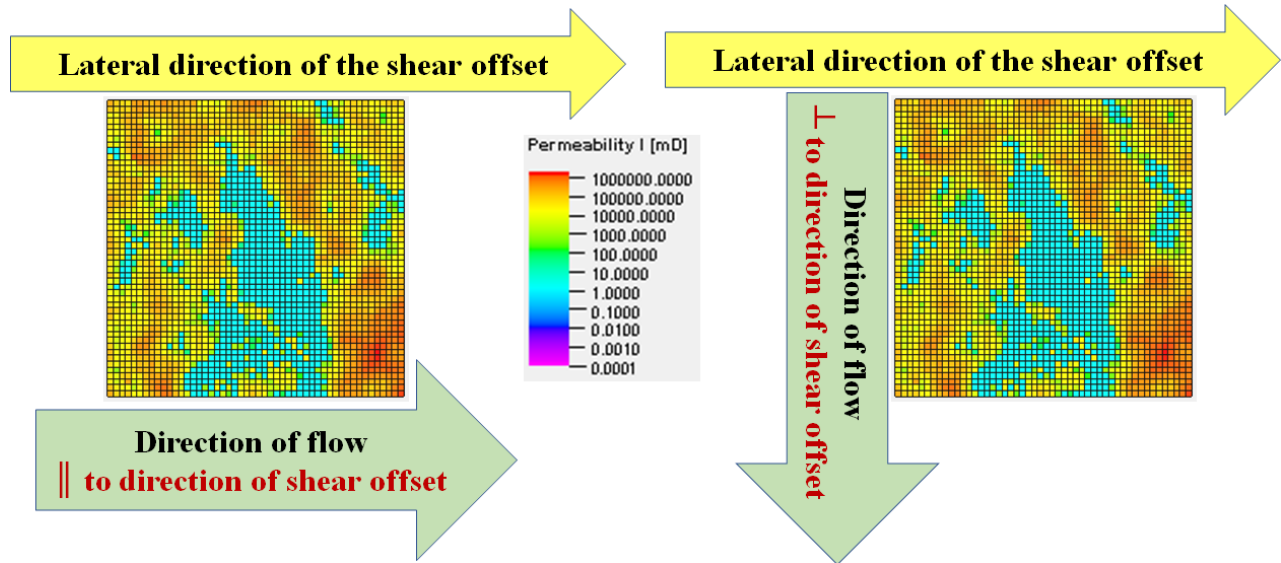 Lateral direction of the shear offset
Lateral direction of the shear offset
Permeability I [mD]
1000000.0000
100000.0000
10000.0000
1000.0000
100.0000
10.0000
1.0000
0.1000
0.0100
0.0010
0.0001
Direction of flow
∥ to direction of shear offset
Direction of flow
⊥ to direction of shear offset